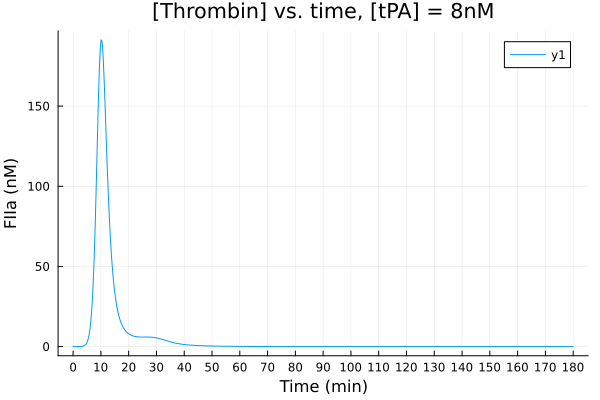 [Thrombin] vs. time, [tPA] = 8nM
y1
FIIa (nM)
150
100
50
0
0 10 20 30 40 50 60 70 80 90 100 110 120 130 140 150 160 170 180
Time (min)